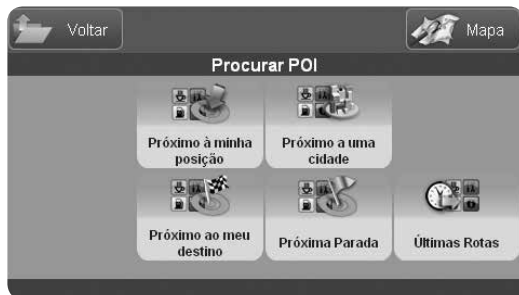 Voltar
Mapa
Procurar POI
Próximo à minha
posição
Próximo a uma
cidade
Próximo ao meu
destino
Próxima Parada
Últimas Rotas